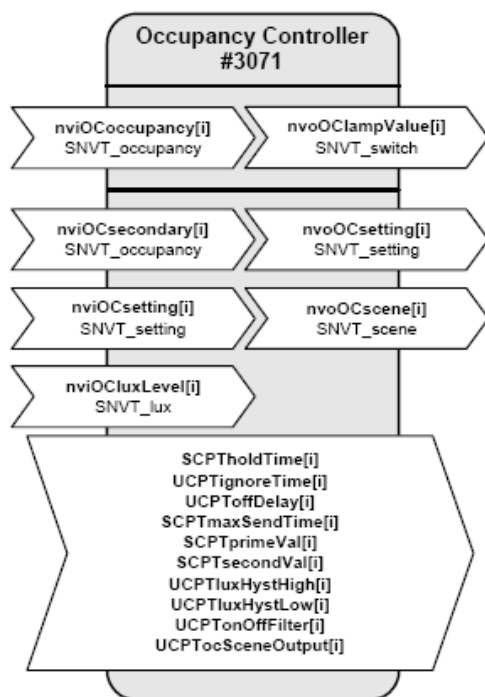 Occupancy Controller
#3071
nviOCoccupancy[i]
SNVT_occupancy
nvoOClampValue[i]
SNVT_switch
nviOCsecondary[i]
SNVT_occupancy
nvoOCsetting[i]
SNVT_setting
nviOCsetting[i]
SNVT_setting
nvoOCscene[i]
SNVT_scene
nviOCluxLevel[i]
SNVT_lux
SCPTholdTime[i]
UCPTignoreTime[i]
UCPToffDelay[i]
SCPTmaxSendTime[i]
SCPTprimeVal[i]
SCPTsecondVal[i]
UCPTluxHystHigh[i]
UCPTluxHystLow[i]
UCPTonOffFilter[i]
UCPTocSceneOutput[i]